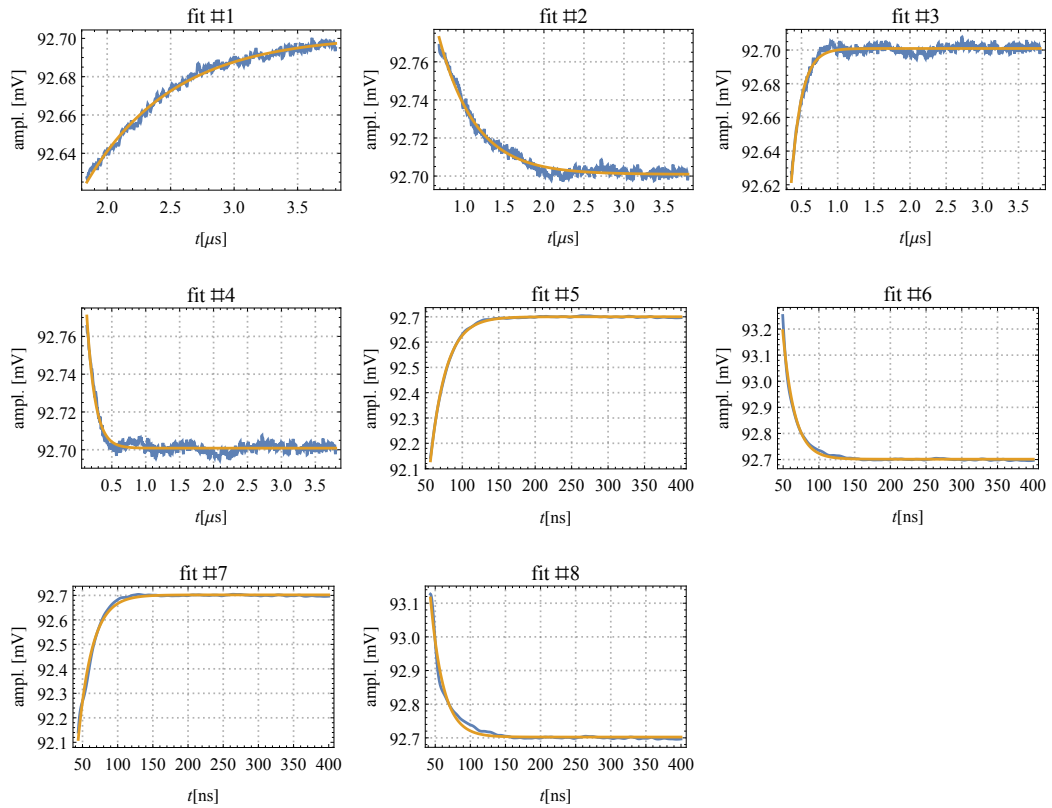 fit #1
ampl. [mV]
92.70
92.68
92.66
92.64
2.0 2.5 3.0 3.5
t[μs]
fit #2
ampl. [mV]
92.76
92.74
92.72
92.70
1.0 1.5 2.0 2.5 3.0 3.5
t[μs]
fit #3
ampl. [mV]
92.70
92.68
92.66
92.64
92.62
0.5 1.0 1.5 2.0 2.5 3.0 3.5
t[μs]
fit #4
ampl. [mV]
92.76
92.74
92.72
92.70
0.5 1.0 1.5 2.0 2.5 3.0 3.5
t[μs]
fit #5
ampl. [mV]
92.7
92.6
92.5
92.4
92.3
92.2
92.1
50 100 150 200 250 300 350 400
t[ns]
fit #6
ampl. [mV]
93.2
93.1
93.0
92.9
92.8
92.7
50 100 150 200 250 300 350 400
t[ns]
fit #7
ampl. [mV]
92.7
92.6
92.5
92.4
92.3
92.2
92.1
50 100 150 200 250 300 350 400
t[ns]
fit #8
ampl. [mV]
93.1
93.0
92.9
92.8
92.7
50 100 150 200 250 300 350 400
t[ns]